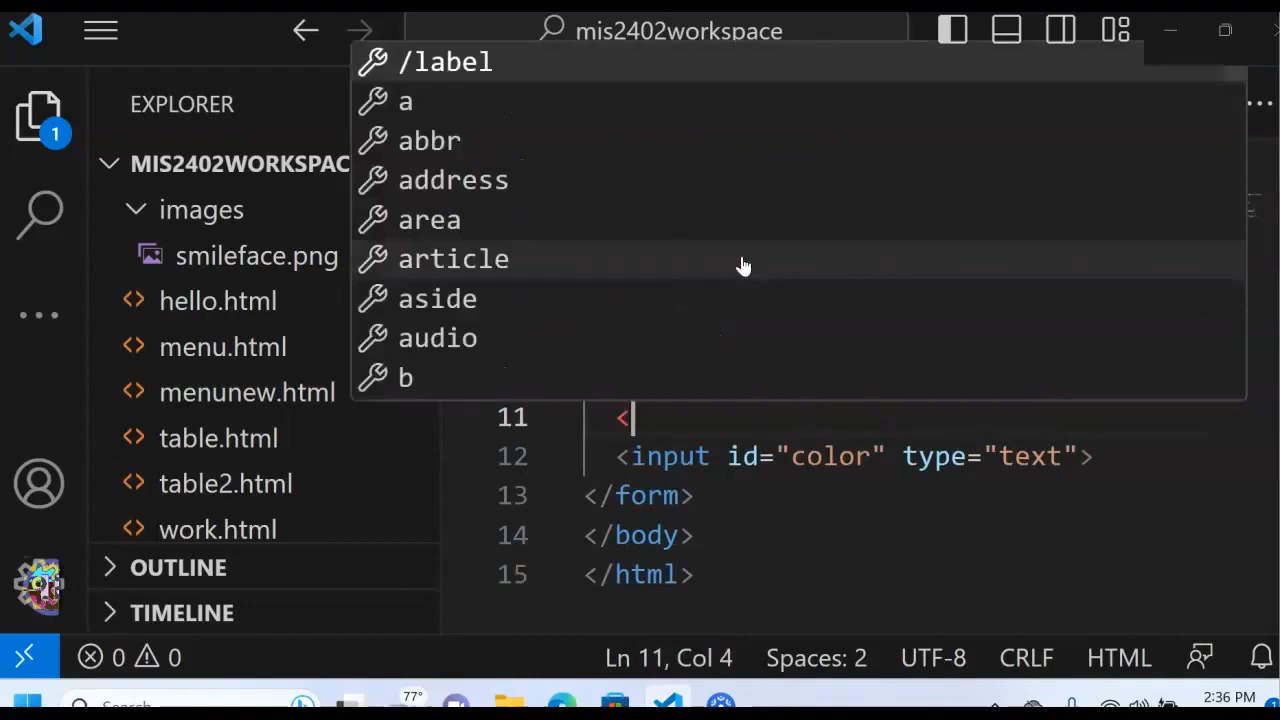 mis2402workspace
EXPLORER
1
MIS2402WORKSPAC
images
smileface.png
hello.html
menu.html
menunew.html
table.html
table2.html
work.html
OUTLINE
TIMELINE
/label
a
abbr
address
area
article
aside
audio
b
11 <
12 <input id="color" type="text">
13 </form>
14 </body>
15 </html>
0 0 Ln 11, Col 4 Spaces: 2 UTF-8 CRLF HTML
Search 77° 2:36 PM